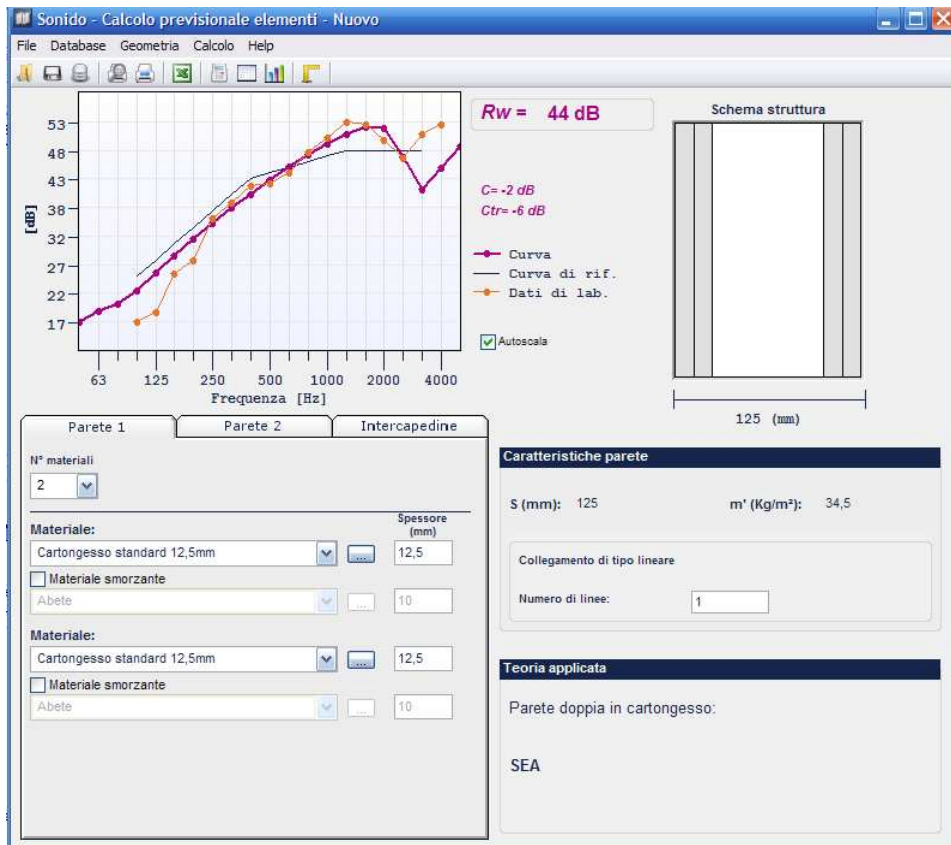 Sonido - Calcolo previsionale elementi - Nuovo
File Database Geometria Calcolo Help
53
48
43
38
32
27
22
17
[dB]
63 125 250 500 1000 2000 4000
Frequenza [Hz]
Rw = 44 dB
C= -2 dB
Ctr= -6 dB
Curva
Curva di rif.
Dati di lab.
Autoscala
Schema struttura
125 (mm)
Parete 1 Parete 2 Intercapedine
N° materiali
2
Spessore
(mm)
Materiale:
Cartongesso standard 12,5mm ... 12,5
Materiale smorzante
Abete ... 10
Materiale:
Cartongesso standard 12,5mm ... 12,5
Materiale smorzante
Abete ... 10
Caratteristiche parete
S (mm): 125 m' (Kg/m²): 34,5
Collegamento di tipo lineare
Numero di linee: 1
Teoria applicata
Parete doppia in cartongesso:
SEA